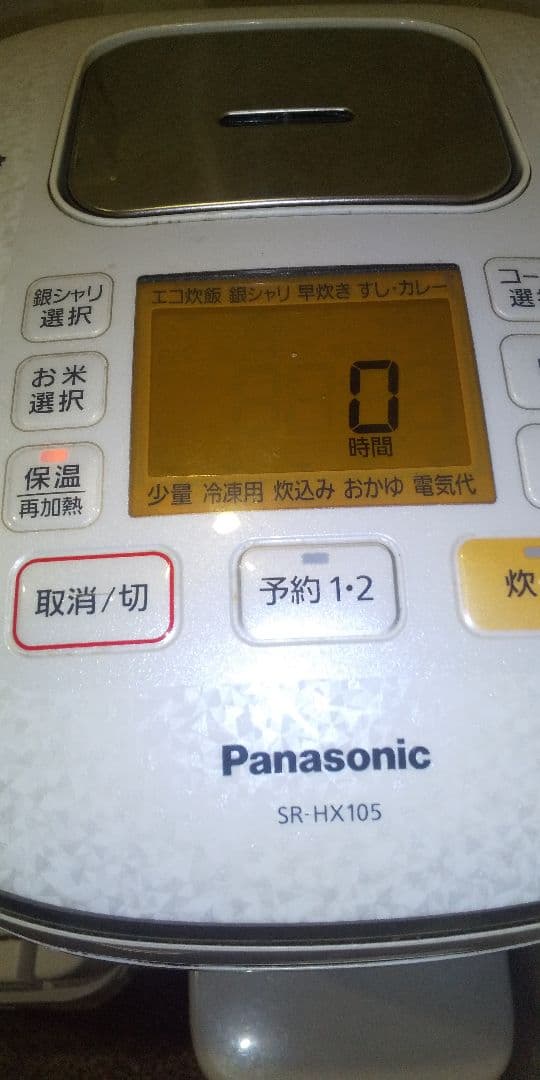 銀シャリ
選択
お米
選択
保温
再加熱
エコ炊飯 銀シャリ 早炊き すし・カレー
0
時間
少量 冷凍用 炊込み おかゆ 電気代
コー
選
取消/切
予約1・2
炊
Panasonic
SR-HX105